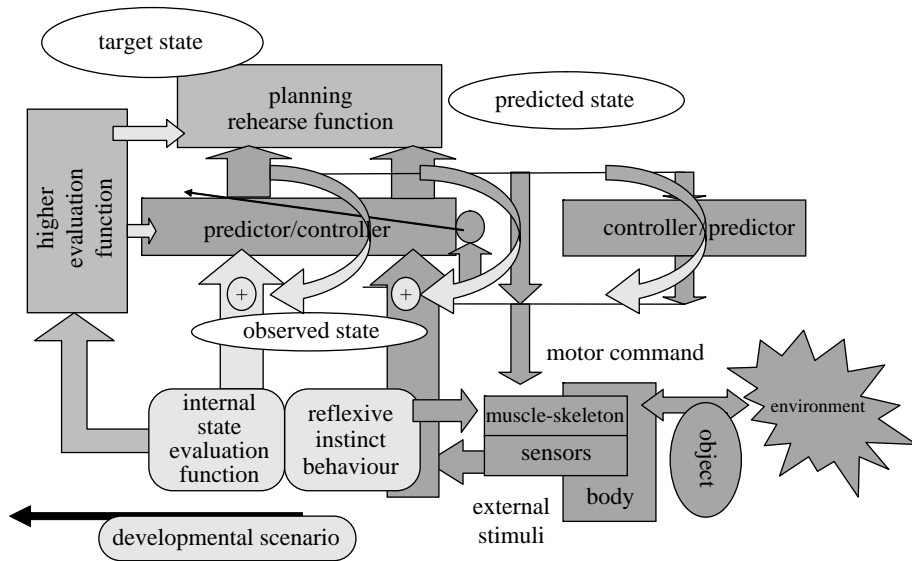 target state
planning
rehearse function
predicted state
higher
evaluation
function
predictor/controller
controller predictor
+
+
observed state
motor command
internal
state
evaluation
function
reflexive
instinct
behaviour
muscle-skeleton
sensors
body
object
environment
external
stimuli
developmental scenario